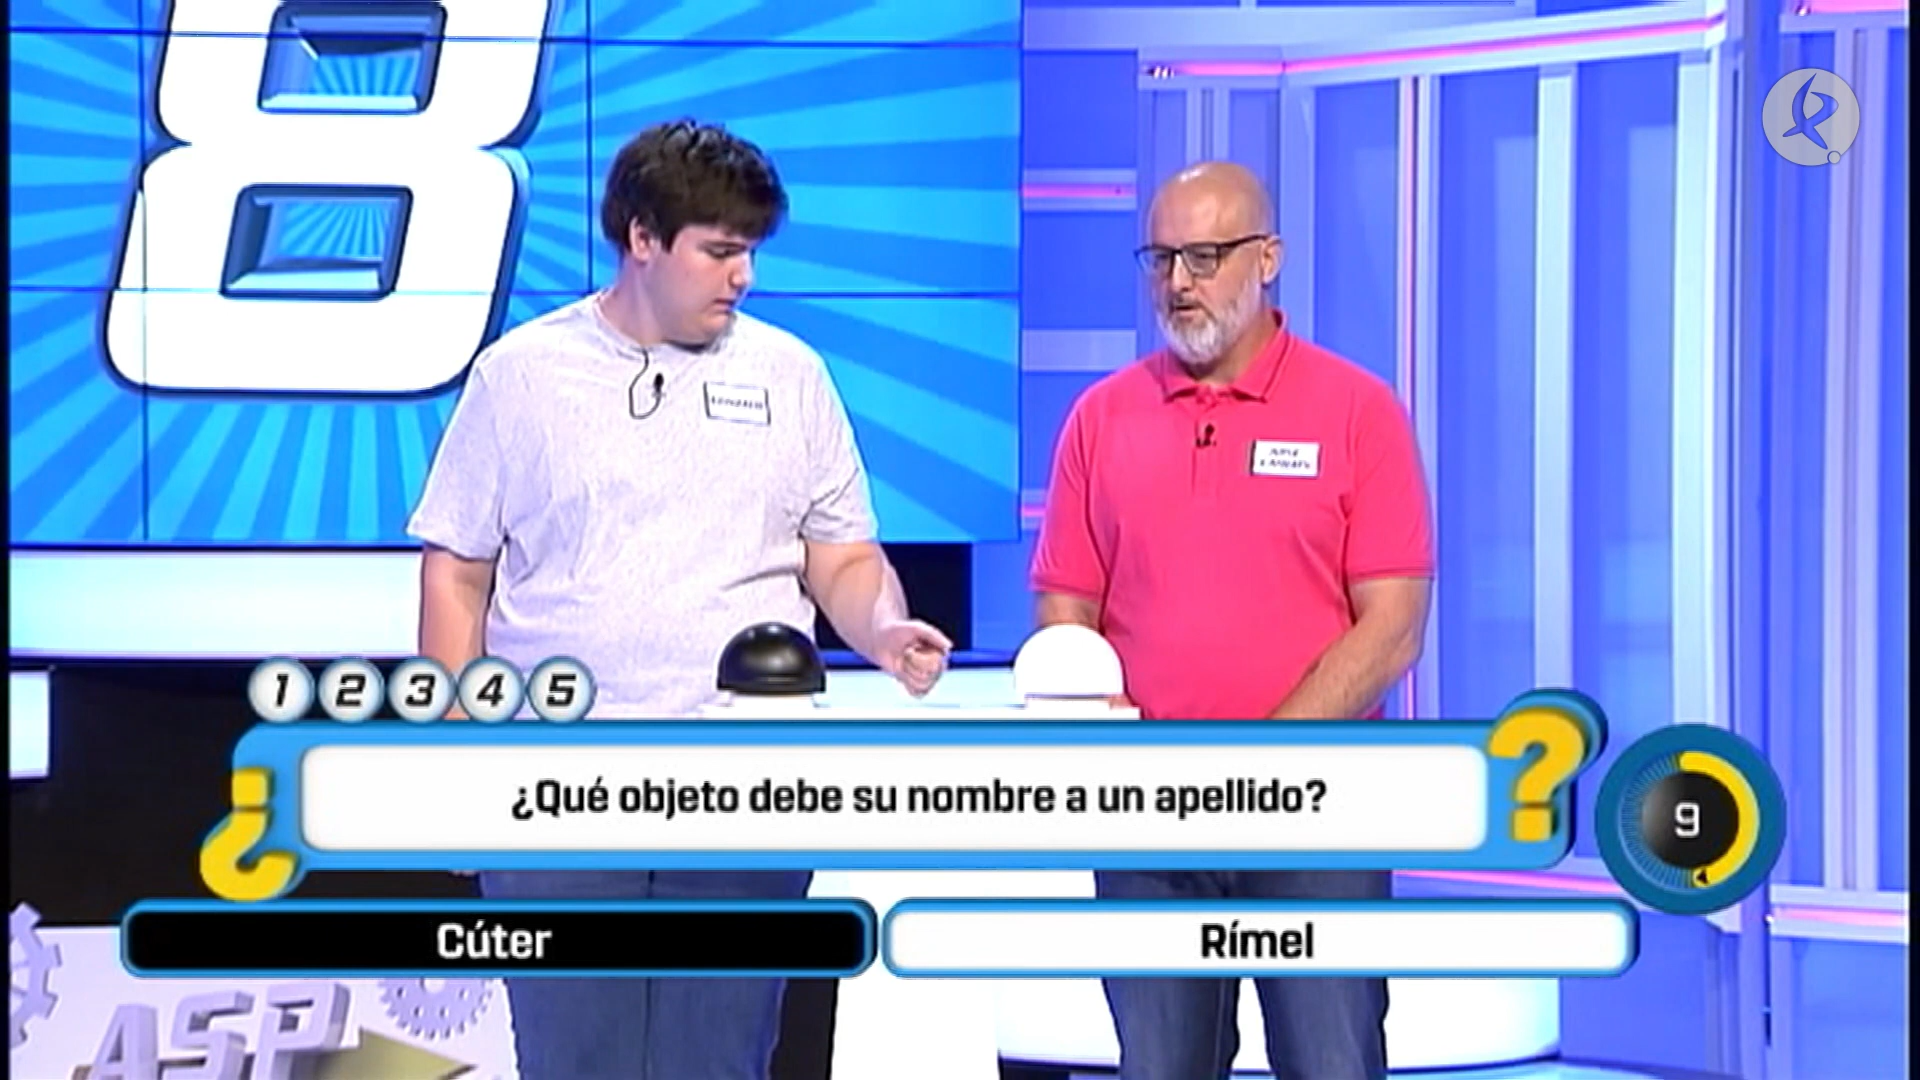 8
1 2 3 4 5
¿Qué objeto debe su nombre a un apellido?
9
Cúter
Rímel
ASP